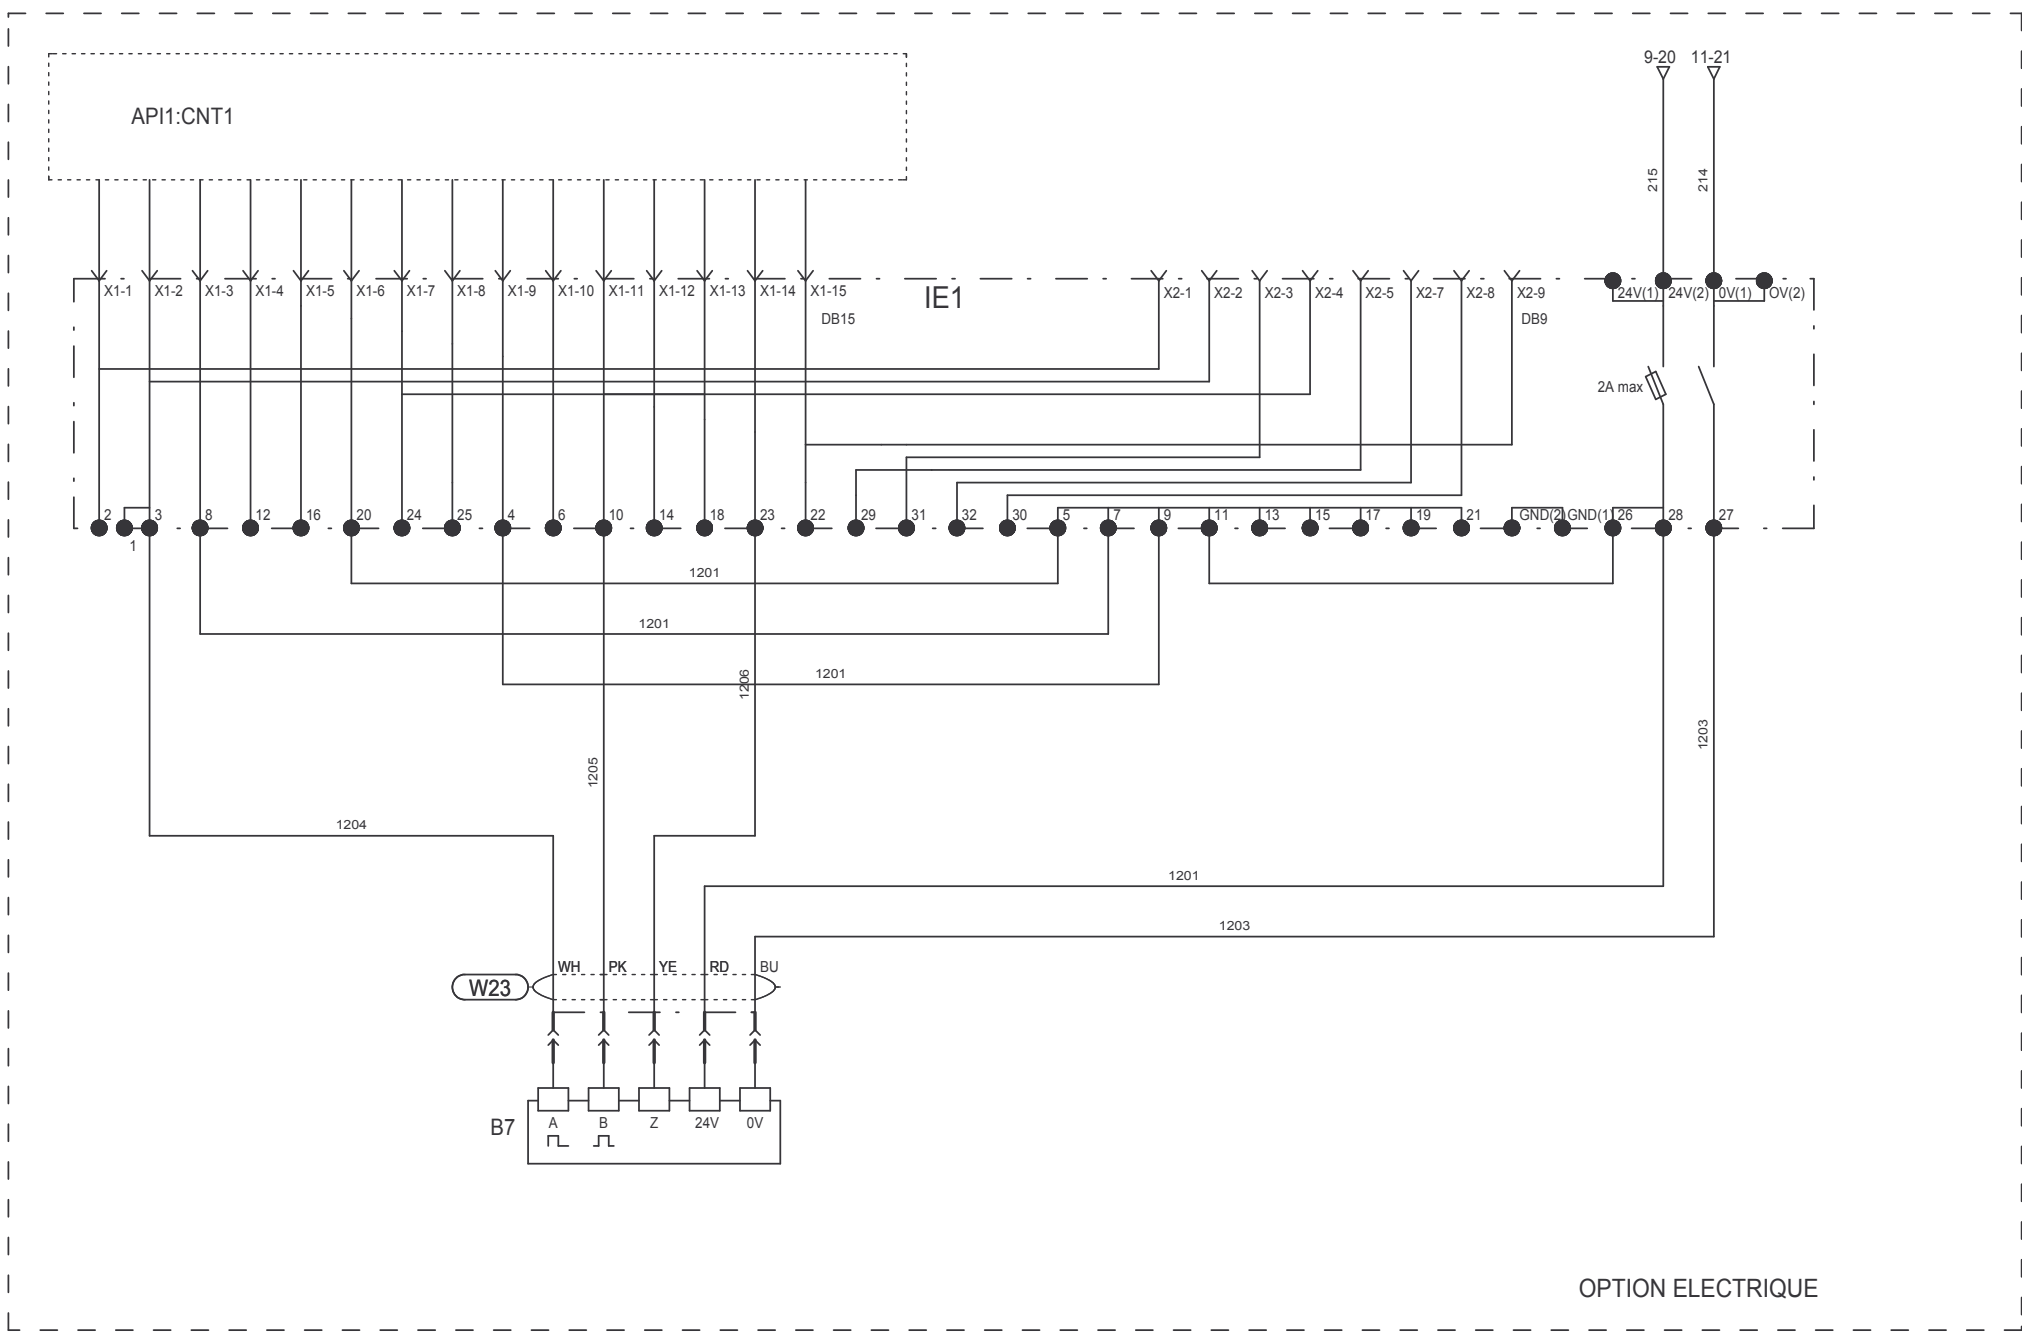 9-20 11-21
API1:CNT1
215 214
X1-1 X1-2 X1-3 X1-4 X1-5 X1-6 X1-7 X1-8 X1-9 X1-10 X1-11 X1-12 X1-13 X1-14 X1-15 IE1 X2-1 X2-2 X2-3 X2-4 X2-5 X2-7 X2-8 X2-9 24V(1) 24V(2) 0V(1) OV(2)
DB15 DB9
2A max
2 3 8 12 16 20 24 25 4 6 10 14 18 23 22 29 31 32 30 5 7 9 11 13 15 17 19 21 GND(2) GND(1) 26 28 27
1
1201
1201
1201
1206
1203
1205
1204
1201
1203
WH PK YE RD BU
W23
B7 A B Z 24V 0V
OPTION ELECTRIQUE